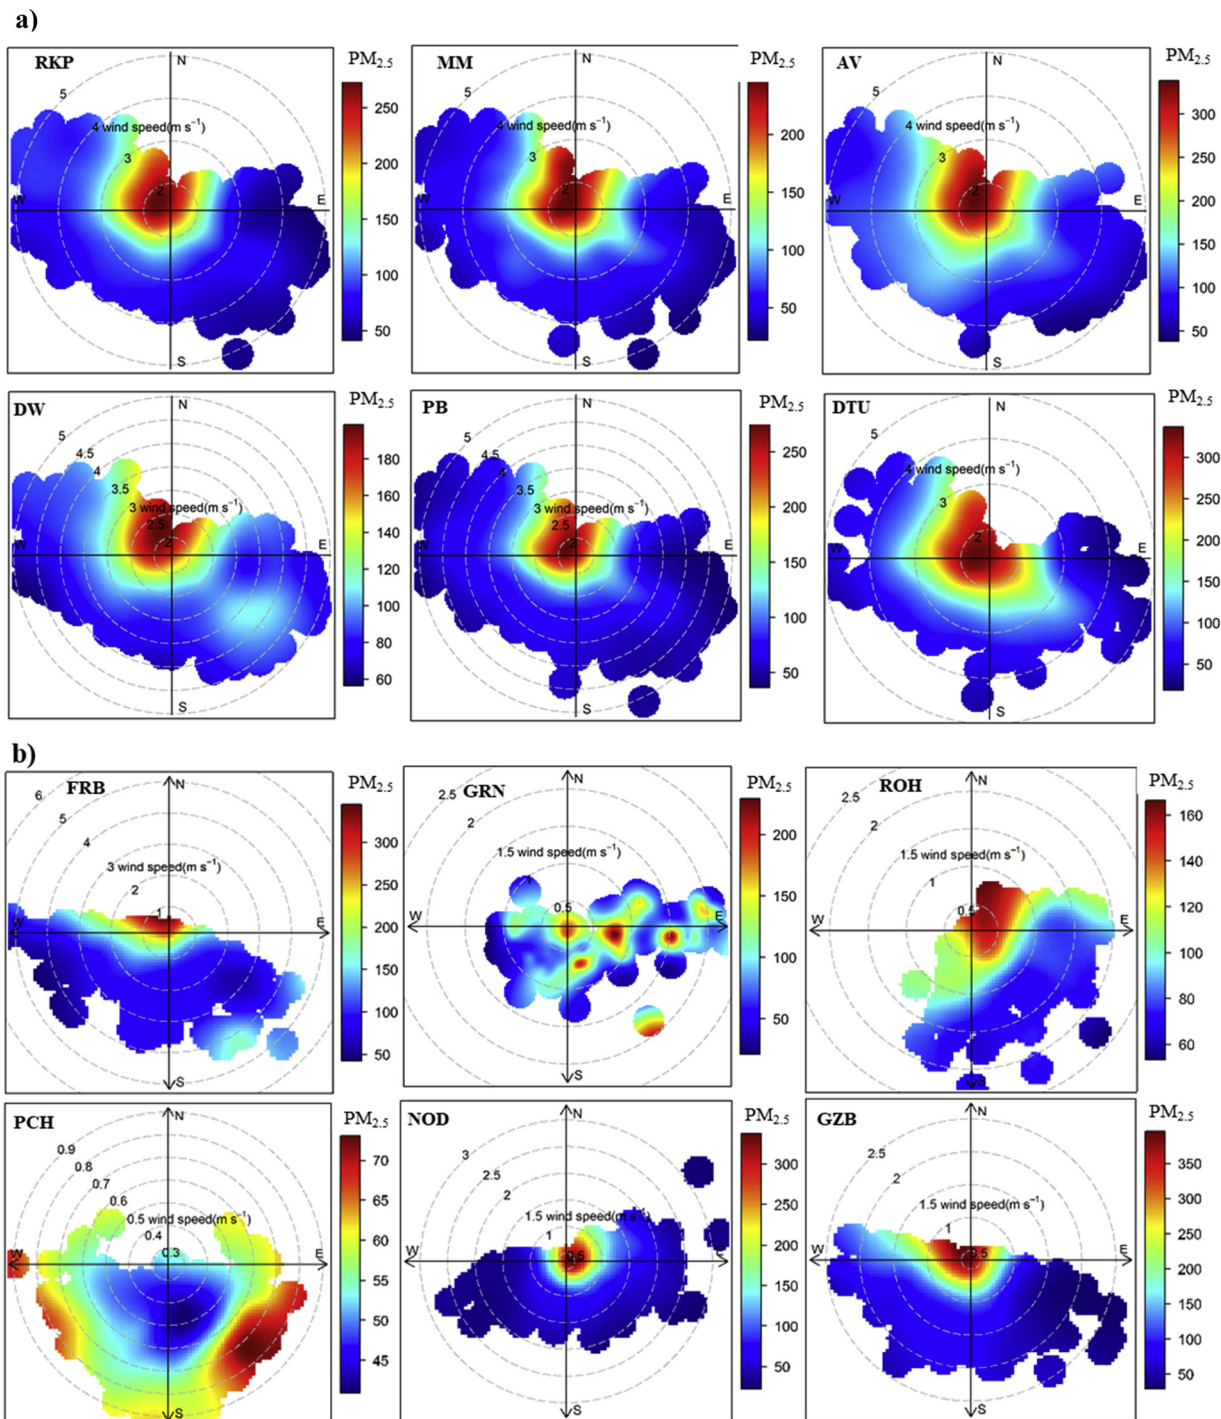 a)
RKP
N
PM2.5
5
4 wind speed(m s⁻¹)
3
2
W
E
S
250
200
150
100
50
MM
N
PM2.5
5
4 wind speed(m s⁻¹)
3
2
W
E
S
200
150
100
50
AV
N
PM2.5
5
4 wind speed(m s⁻¹)
3
2
W
E
S
300
250
200
150
100
50
DW
N
PM2.5
5
4.5
4
3.5
3 wind speed(m s⁻¹)
2.5
2
W
E
S
180
160
140
120
100
80
60
PB
N
PM2.5
5
4.5
4
3.5
3 wind speed(m s⁻¹)
2.5
2
W
E
S
250
200
150
100
50
DTU
N
PM2.5
5
4 wind speed(m s⁻¹)
3
2
W
E
S
300
250
200
150
100
50
b)
FRB
N
PM2.5
6
5
4
3 wind speed(m s⁻¹)
2
1
W
E
S
300
250
200
150
100
50
GRN
N
PM2.5
2.5
2
1.5 wind speed(m s⁻¹)
1
0.5
W
E
S
200
150
100
50
ROH
N
PM2.5
2.5
2
1.5 wind speed(m s⁻¹)
1
0.5
W
E
S
160
140
120
100
80
60
PCH
N
PM2.5
0.9
0.8
0.7
0.6
0.5 wind speed(m s⁻¹)
0.4
0.3
W
E
S
70
65
60
55
50
45
NOD
N
PM2.5
3
2.5
2
1.5 wind speed(m s⁻¹)
1
0.5
W
E
S
300
250
200
150
100
50
GZB
N
PM2.5
2.5
2
1.5 wind speed(m s⁻¹)
1
0.5
W
E
S
350
300
250
200
150
100
50